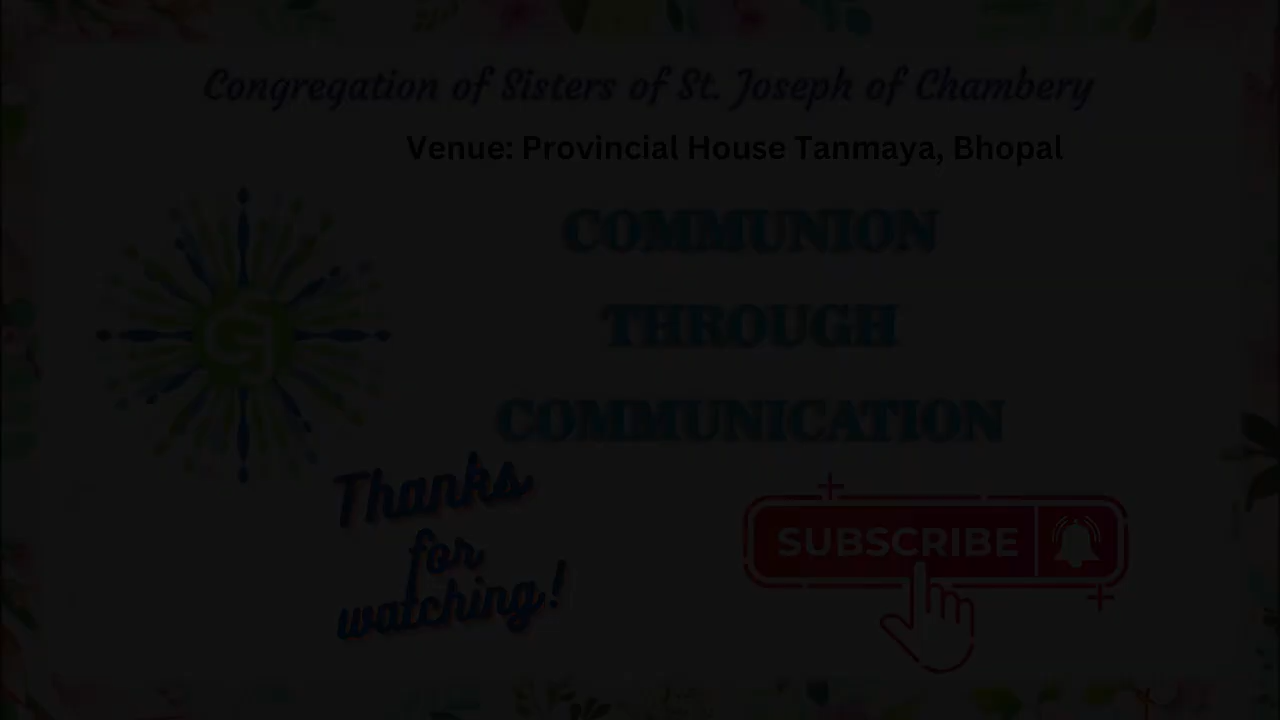 Congregation of Sisters of St. Joseph of Chambery
Venue: Provincial House Tanmaya, Bhopal
COMMUNION
THROUGH
COMMUNICATION
CSJ
Thanks
for
watching!
SUBSCRIBE